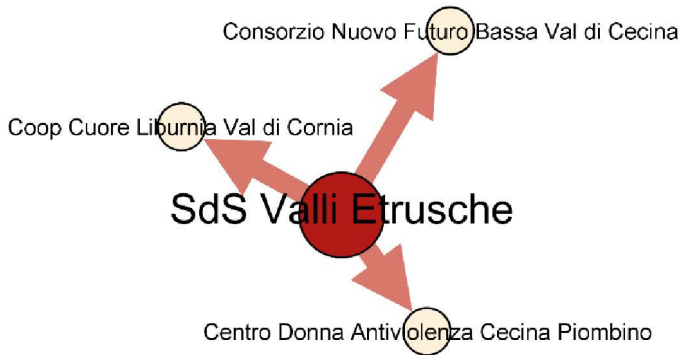 Consorzio Nuovo Futuro Bassa Val di Cecina
Coop Cuore Liburnia Val di Cornia
SdS Valli Etrusche
Centro Donna Antiviolenza Cecina Piombino